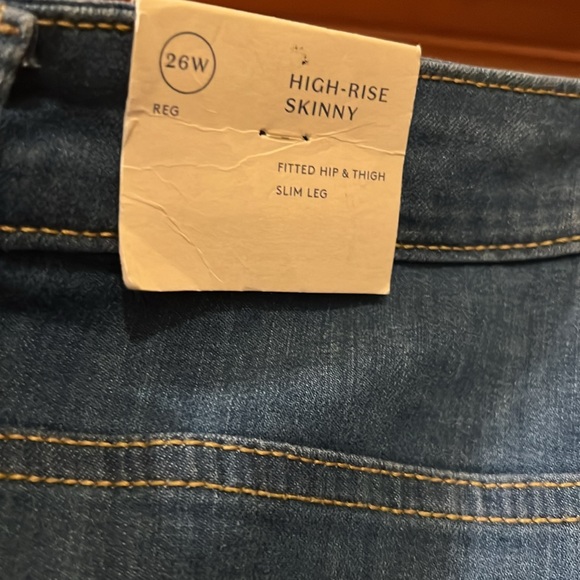 26W
REG
HIGH-RISE
SKINNY
FITTED HIP & THIGH
SLIM LEG